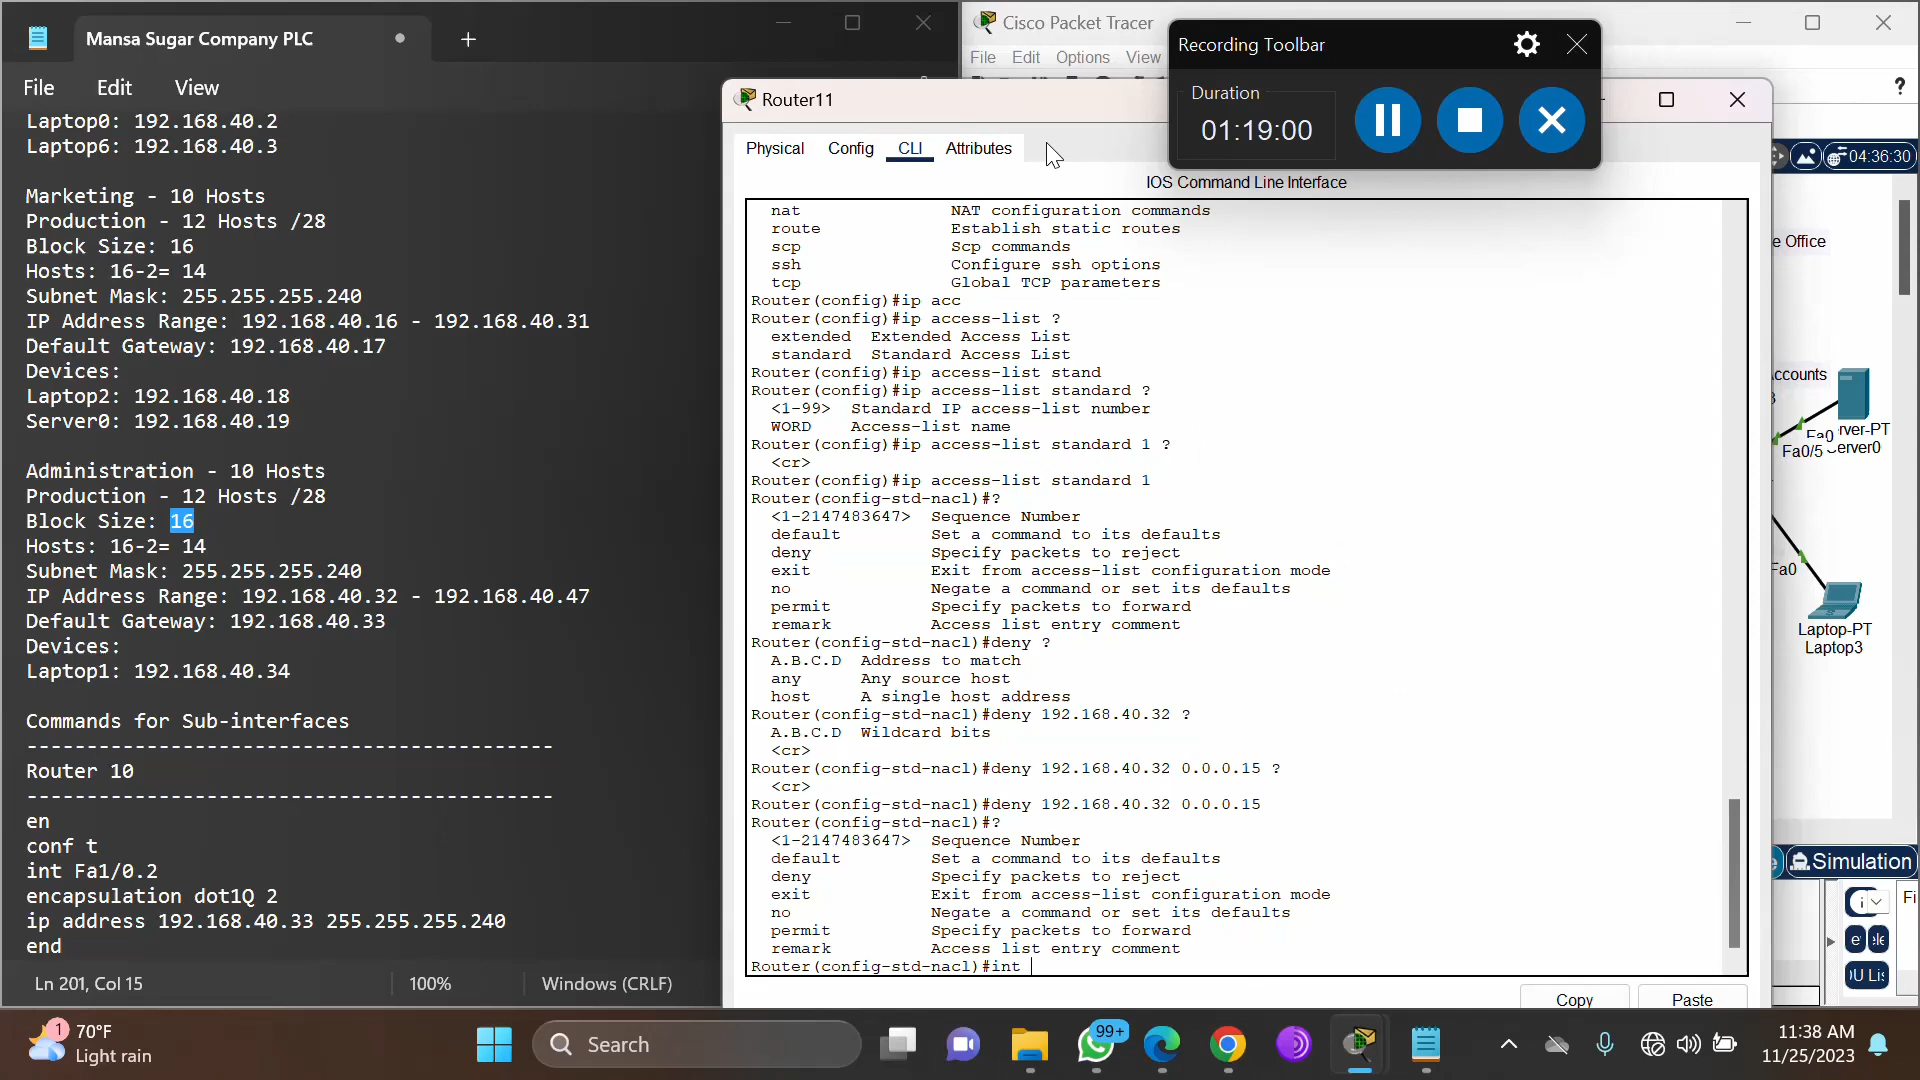 Mansa Sugar Company PLC
File
Edit
View
Laptop0: 192.168.40.2
Laptop6: 192.168.40.3
Marketing - 10 Hosts
Production - 12 Hosts /28
Block Size: 16
Hosts: 16-2= 14
Subnet Mask: 255.255.255.240
IP Address Range: 192.168.40.16 - 192.168.40.31
Default Gateway: 192.168.40.17
Devices:
Laptop2: 192.168.40.18
Server0: 192.168.40.19
Administration - 10 Hosts
Production - 12 Hosts /28
Block Size: 16
Hosts: 16-2= 14
Subnet Mask: 255.255.255.240
IP Address Range: 192.168.40.32 - 192.168.40.47
Default Gateway: 192.168.40.33
Devices:
Laptop1: 192.168.40.34
Commands for Sub-interfaces
--------------------------------------------
Router 10
--------------------------------------------
en
conf t
int Fa1/0.2
encapsulation dot1Q 2
ip address 192.168.40.33 255.255.255.240
end
Ln 201, Col 15
100%
Windows (CRLF)
Cisco Packet Tracer
File Edit Options View
Recording Toolbar
Duration
01:19:00
Router11
Physical Config CLI Attributes
IOS Command Line Interface
nat NAT configuration commands
route Establish static routes
scp Scp commands
ssh Configure ssh options
tcp Global TCP parameters
Router(config)#ip acc
Router(config)#ip access-list ?
extended Extended Access List
standard Standard Access List
Router(config)#ip access-list stand
Router(config)#ip access-list standard ?
<1-99> Standard IP access-list number
WORD Access-list name
Router(config)#ip access-list standard 1 ?
<cr>
Router(config)#ip access-list standard 1
Router(config-std-nacl)#?
<1-2147483647> Sequence Number
default Set a command to its defaults
deny Specify packets to reject
exit Exit from access-list configuration mode
no Negate a command or set its defaults
permit Specify packets to forward
remark Access list entry comment
Router(config-std-nacl)#deny ?
A.B.C.D Address to match
any Any source host
host A single host address
Router(config-std-nacl)#deny 192.168.40.32 ?
A.B.C.D Wildcard bits
<cr>
Router(config-std-nacl)#deny 192.168.40.32 0.0.0.15 ?
<cr>
Router(config-std-nacl)#deny 192.168.40.32 0.0.0.15
Router(config-std-nacl)#?
<1-2147483647> Sequence Number
default Set a command to its defaults
deny Specify packets to reject
exit Exit from access-list configuration mode
no Negate a command or set its defaults
permit Specify packets to forward
remark Access list entry comment
Router(config-std-nacl)#int
Copy
Paste
04:36:30
e Office
ccounts
Fa0
rver-PT
Fa0/5
erver0
Fa0
Laptop-PT
Laptop3
Simulation
Fi
70°F
Light rain
1
Search
99+
11:38 AM
11/25/2023